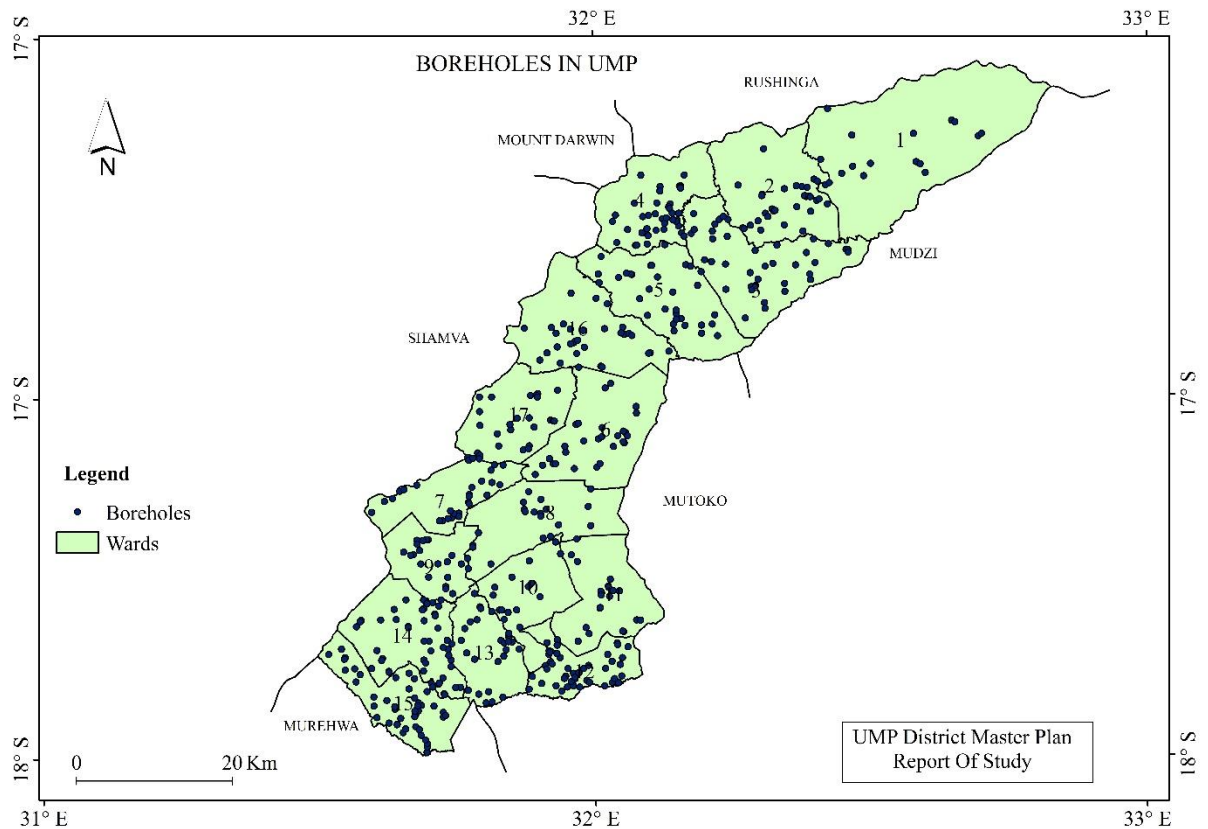 32° E
33° E
17° S
BOREHOLES IN UMP
RUSHINGA
MOUNT DARWIN
N
1
2
4
MUDZI
3
5
16
SHAMVA
17° S
17° S
17
6
Legend
Boreholes
Wards
7
8
MUTOKO
9
10
11
14
13
12
15
MUREHWA
UMP District Master Plan
Report Of Study
0 20 Km
18° S
18° S
31° E
32° E
33° E